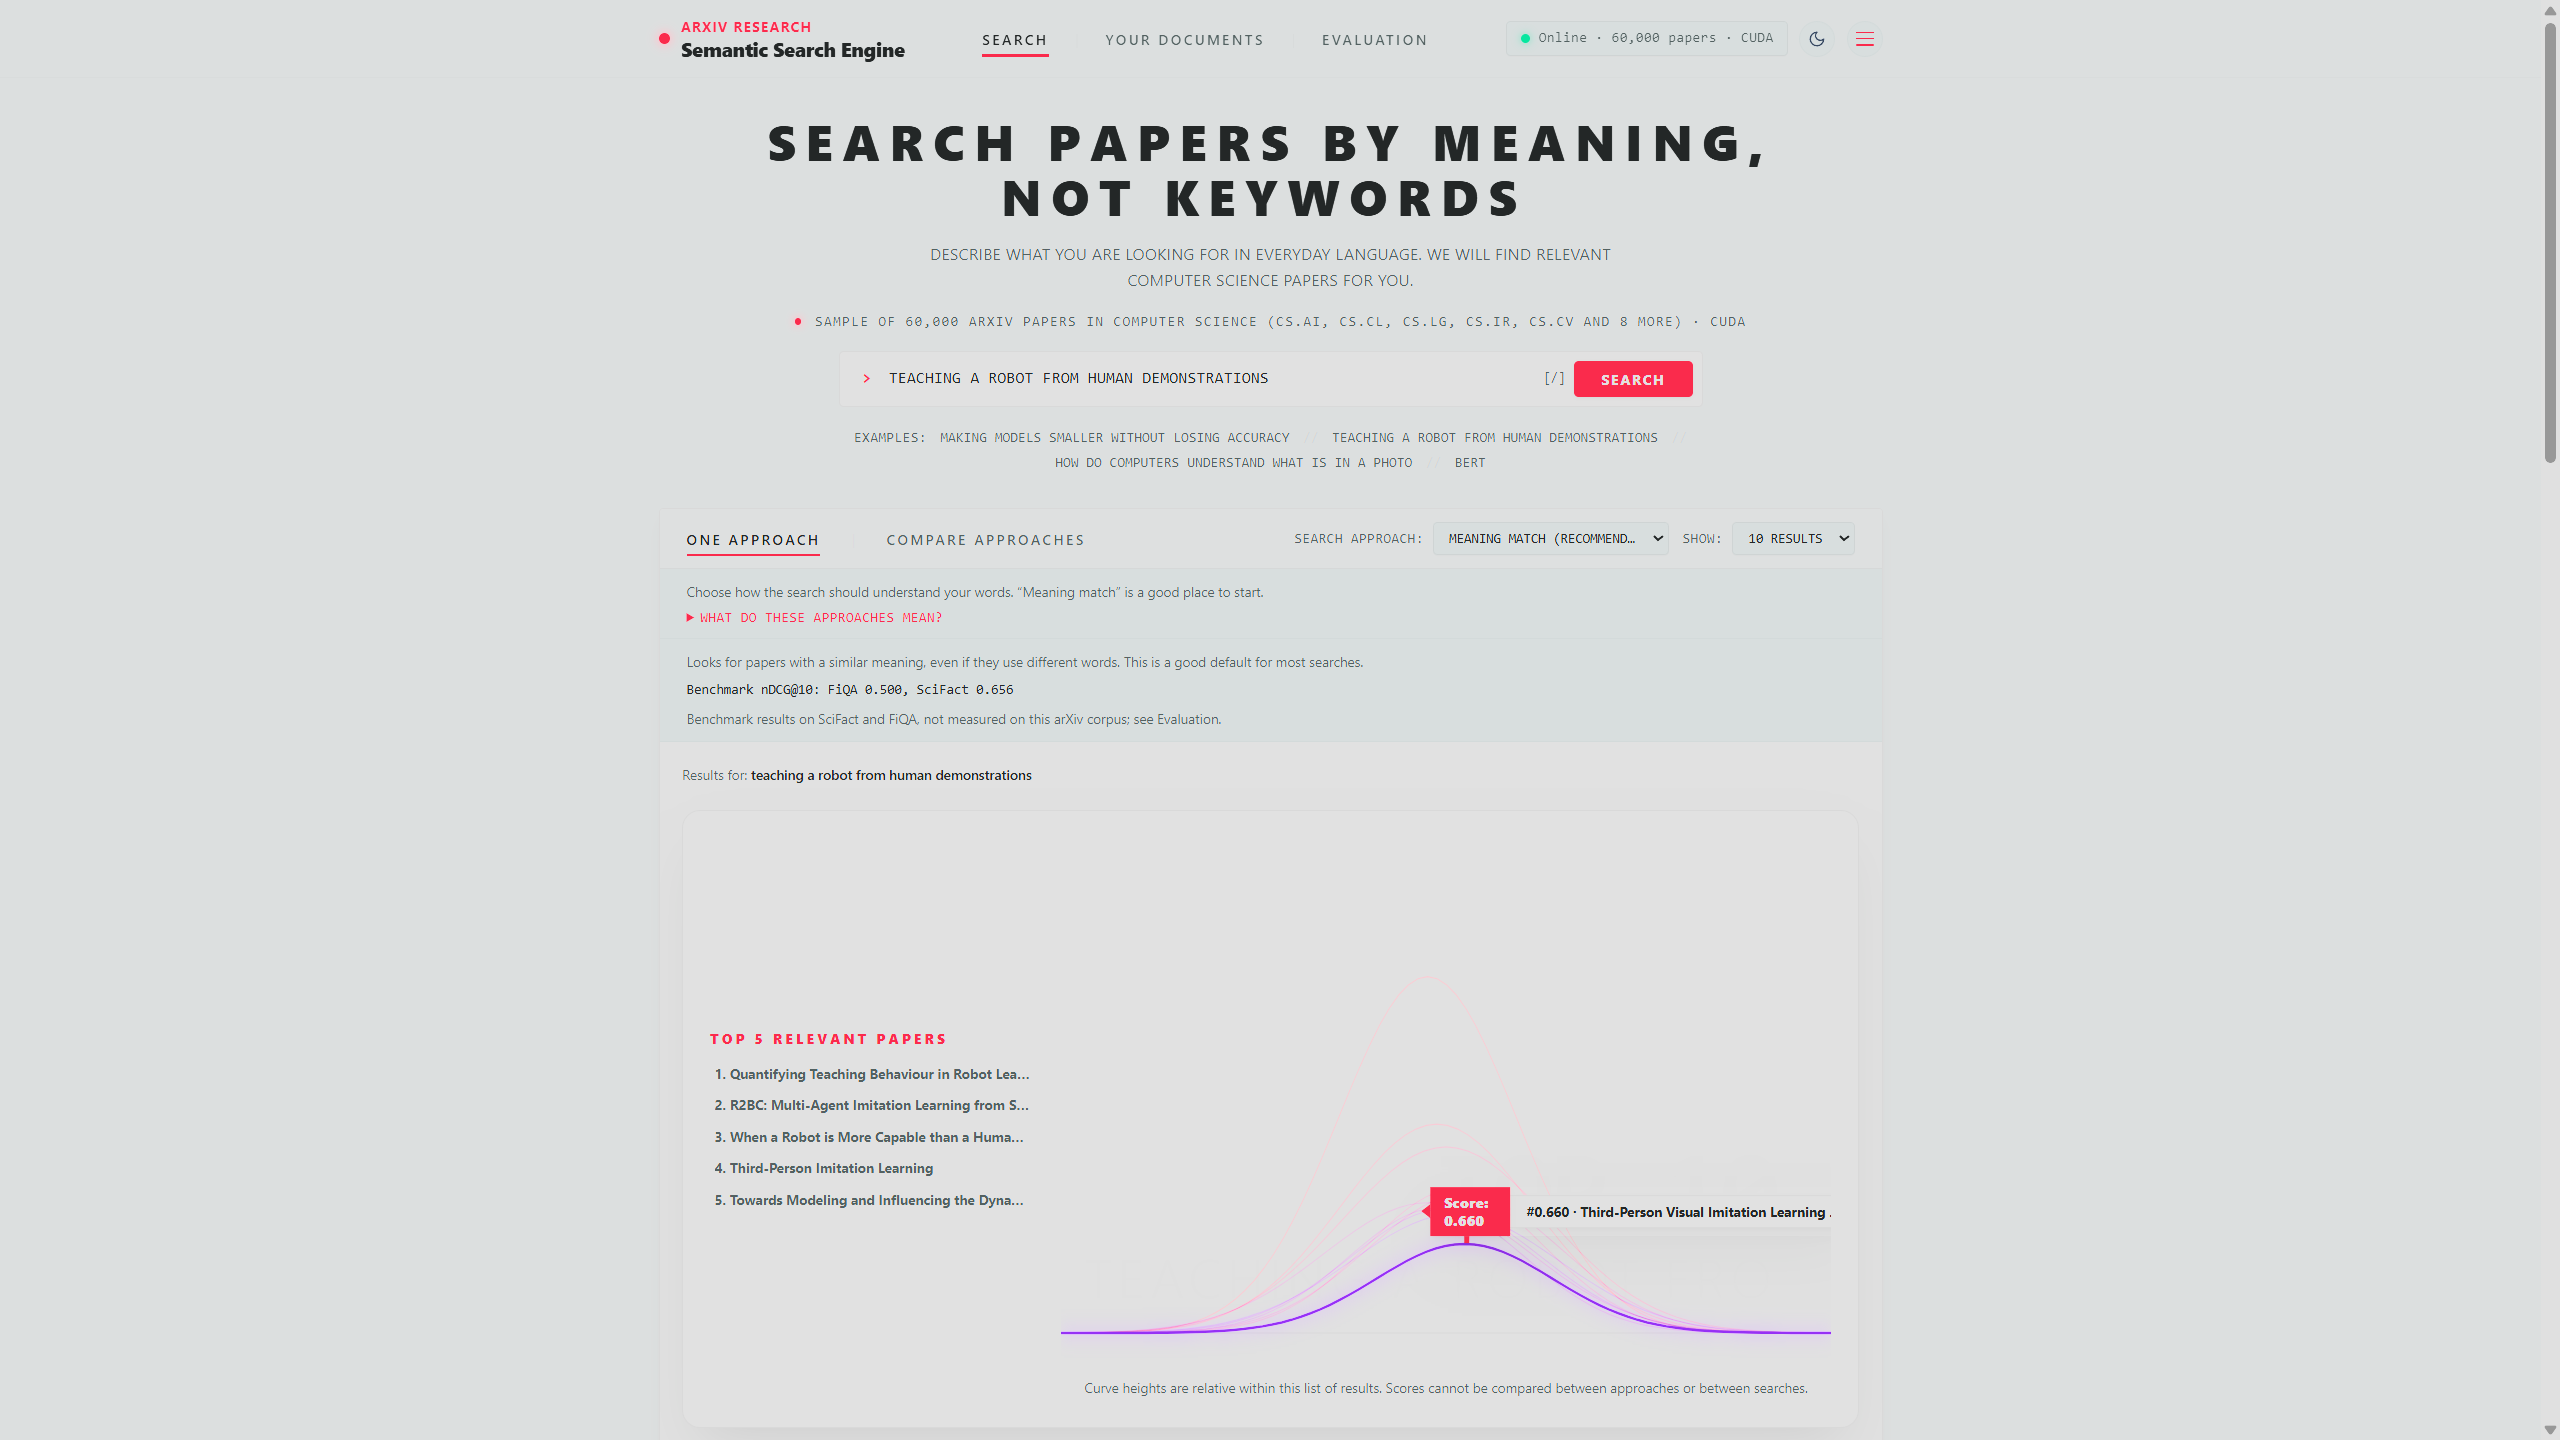 ARXIV RESEARCH
Semantic Search Engine
SEARCH
YOUR DOCUMENTS
EVALUATION
Online · 60,000 papers · CUDA
SEARCH PAPERS BY MEANING,
NOT KEYWORDS
DESCRIBE WHAT YOU ARE LOOKING FOR IN EVERYDAY LANGUAGE. WE WILL FIND RELEVANT
COMPUTER SCIENCE PAPERS FOR YOU.
SAMPLE OF 60,000 ARXIV PAPERS IN COMPUTER SCIENCE (CS.AI, CS.CL, CS.LG, CS.IR, CS.CV AND 8 MORE) · CUDA
> TEACHING A ROBOT FROM HUMAN DEMONSTRATIONS
[/]
SEARCH
EXAMPLES: MAKING MODELS SMALLER WITHOUT LOSING ACCURACY // TEACHING A ROBOT FROM HUMAN DEMONSTRATIONS //
HOW DO COMPUTERS UNDERSTAND WHAT IS IN A PHOTO // BERT
ONE APPROACH
COMPARE APPROACHES
SEARCH APPROACH:
MEANING MATCH (RECOMMEND...
SHOW:
10 RESULTS
Choose how the search should understand your words. “Meaning match” is a good place to start.
WHAT DO THESE APPROACHES MEAN?
Looks for papers with a similar meaning, even if they use different words. This is a good default for most searches.
Benchmark nDCG@10: FiQA 0.500, SciFact 0.656
Benchmark results on SciFact and FiQA, not measured on this arXiv corpus; see Evaluation.
Results for: teaching a robot from human demonstrations
TOP 5 RELEVANT PAPERS
1. Quantifying Teaching Behaviour in Robot Lea...
2. R2BC: Multi-Agent Imitation Learning from S...
3. When a Robot is More Capable than a Huma...
4. Third-Person Imitation Learning
5. Towards Modeling and Influencing the Dyna...
Score:
0.660
#0.660 · Third-Person Visual Imitation Learning .
Curve heights are relative within this list of results. Scores cannot be compared between approaches or between searches.